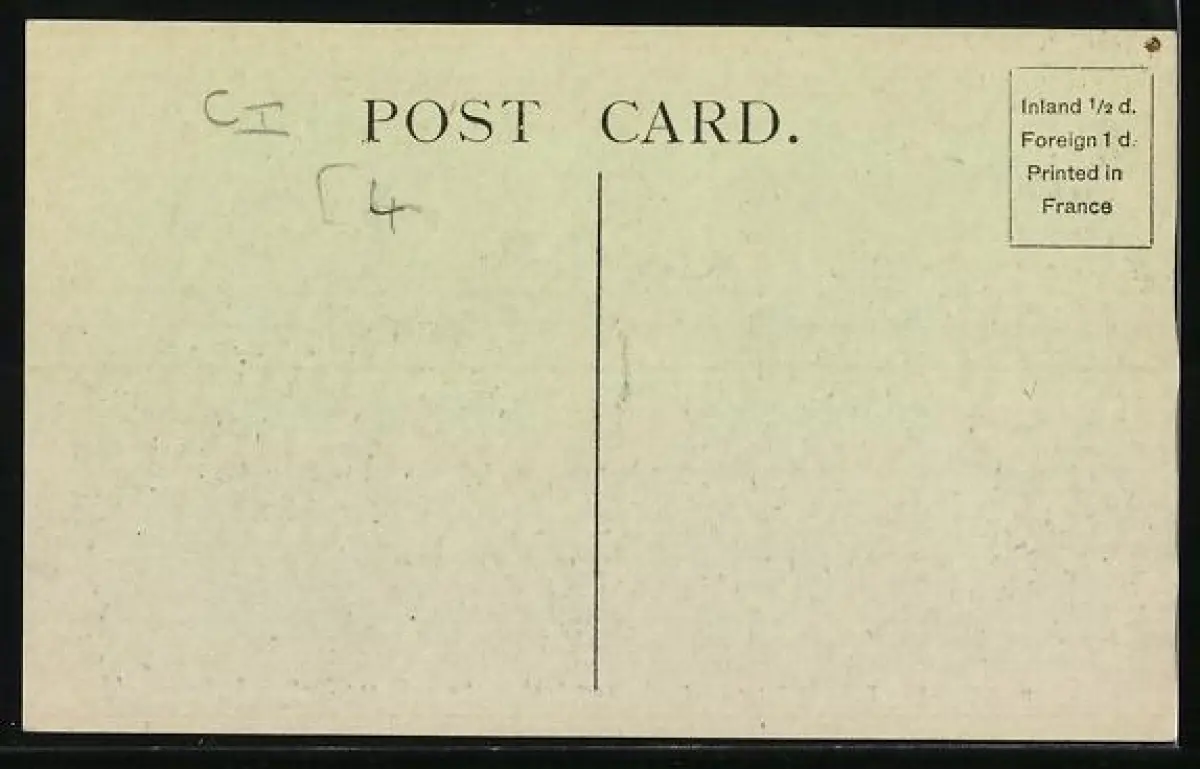 CI
POST CARD.
Inland 1/2 d.
Foreign 1 d.
Printed in
France
4